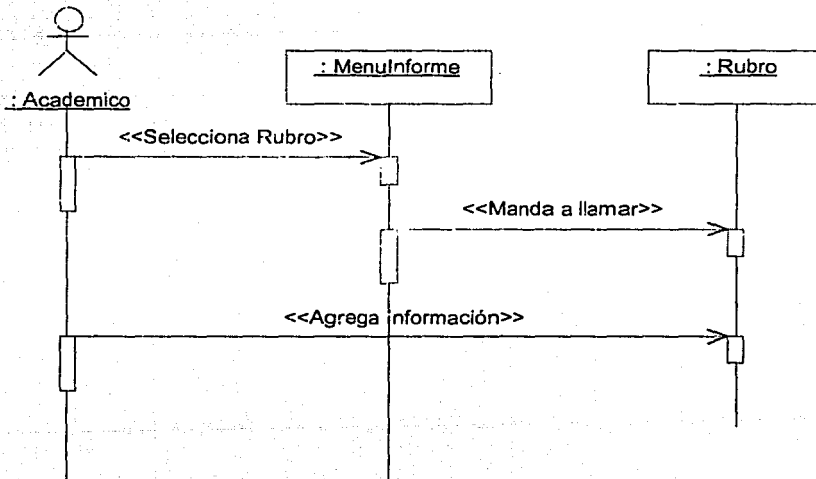 : MenuInforme
: Rubro
: Academico
<<Selecciona Rubro>>
<<Manda a llamar>>
<<Agrega información>>